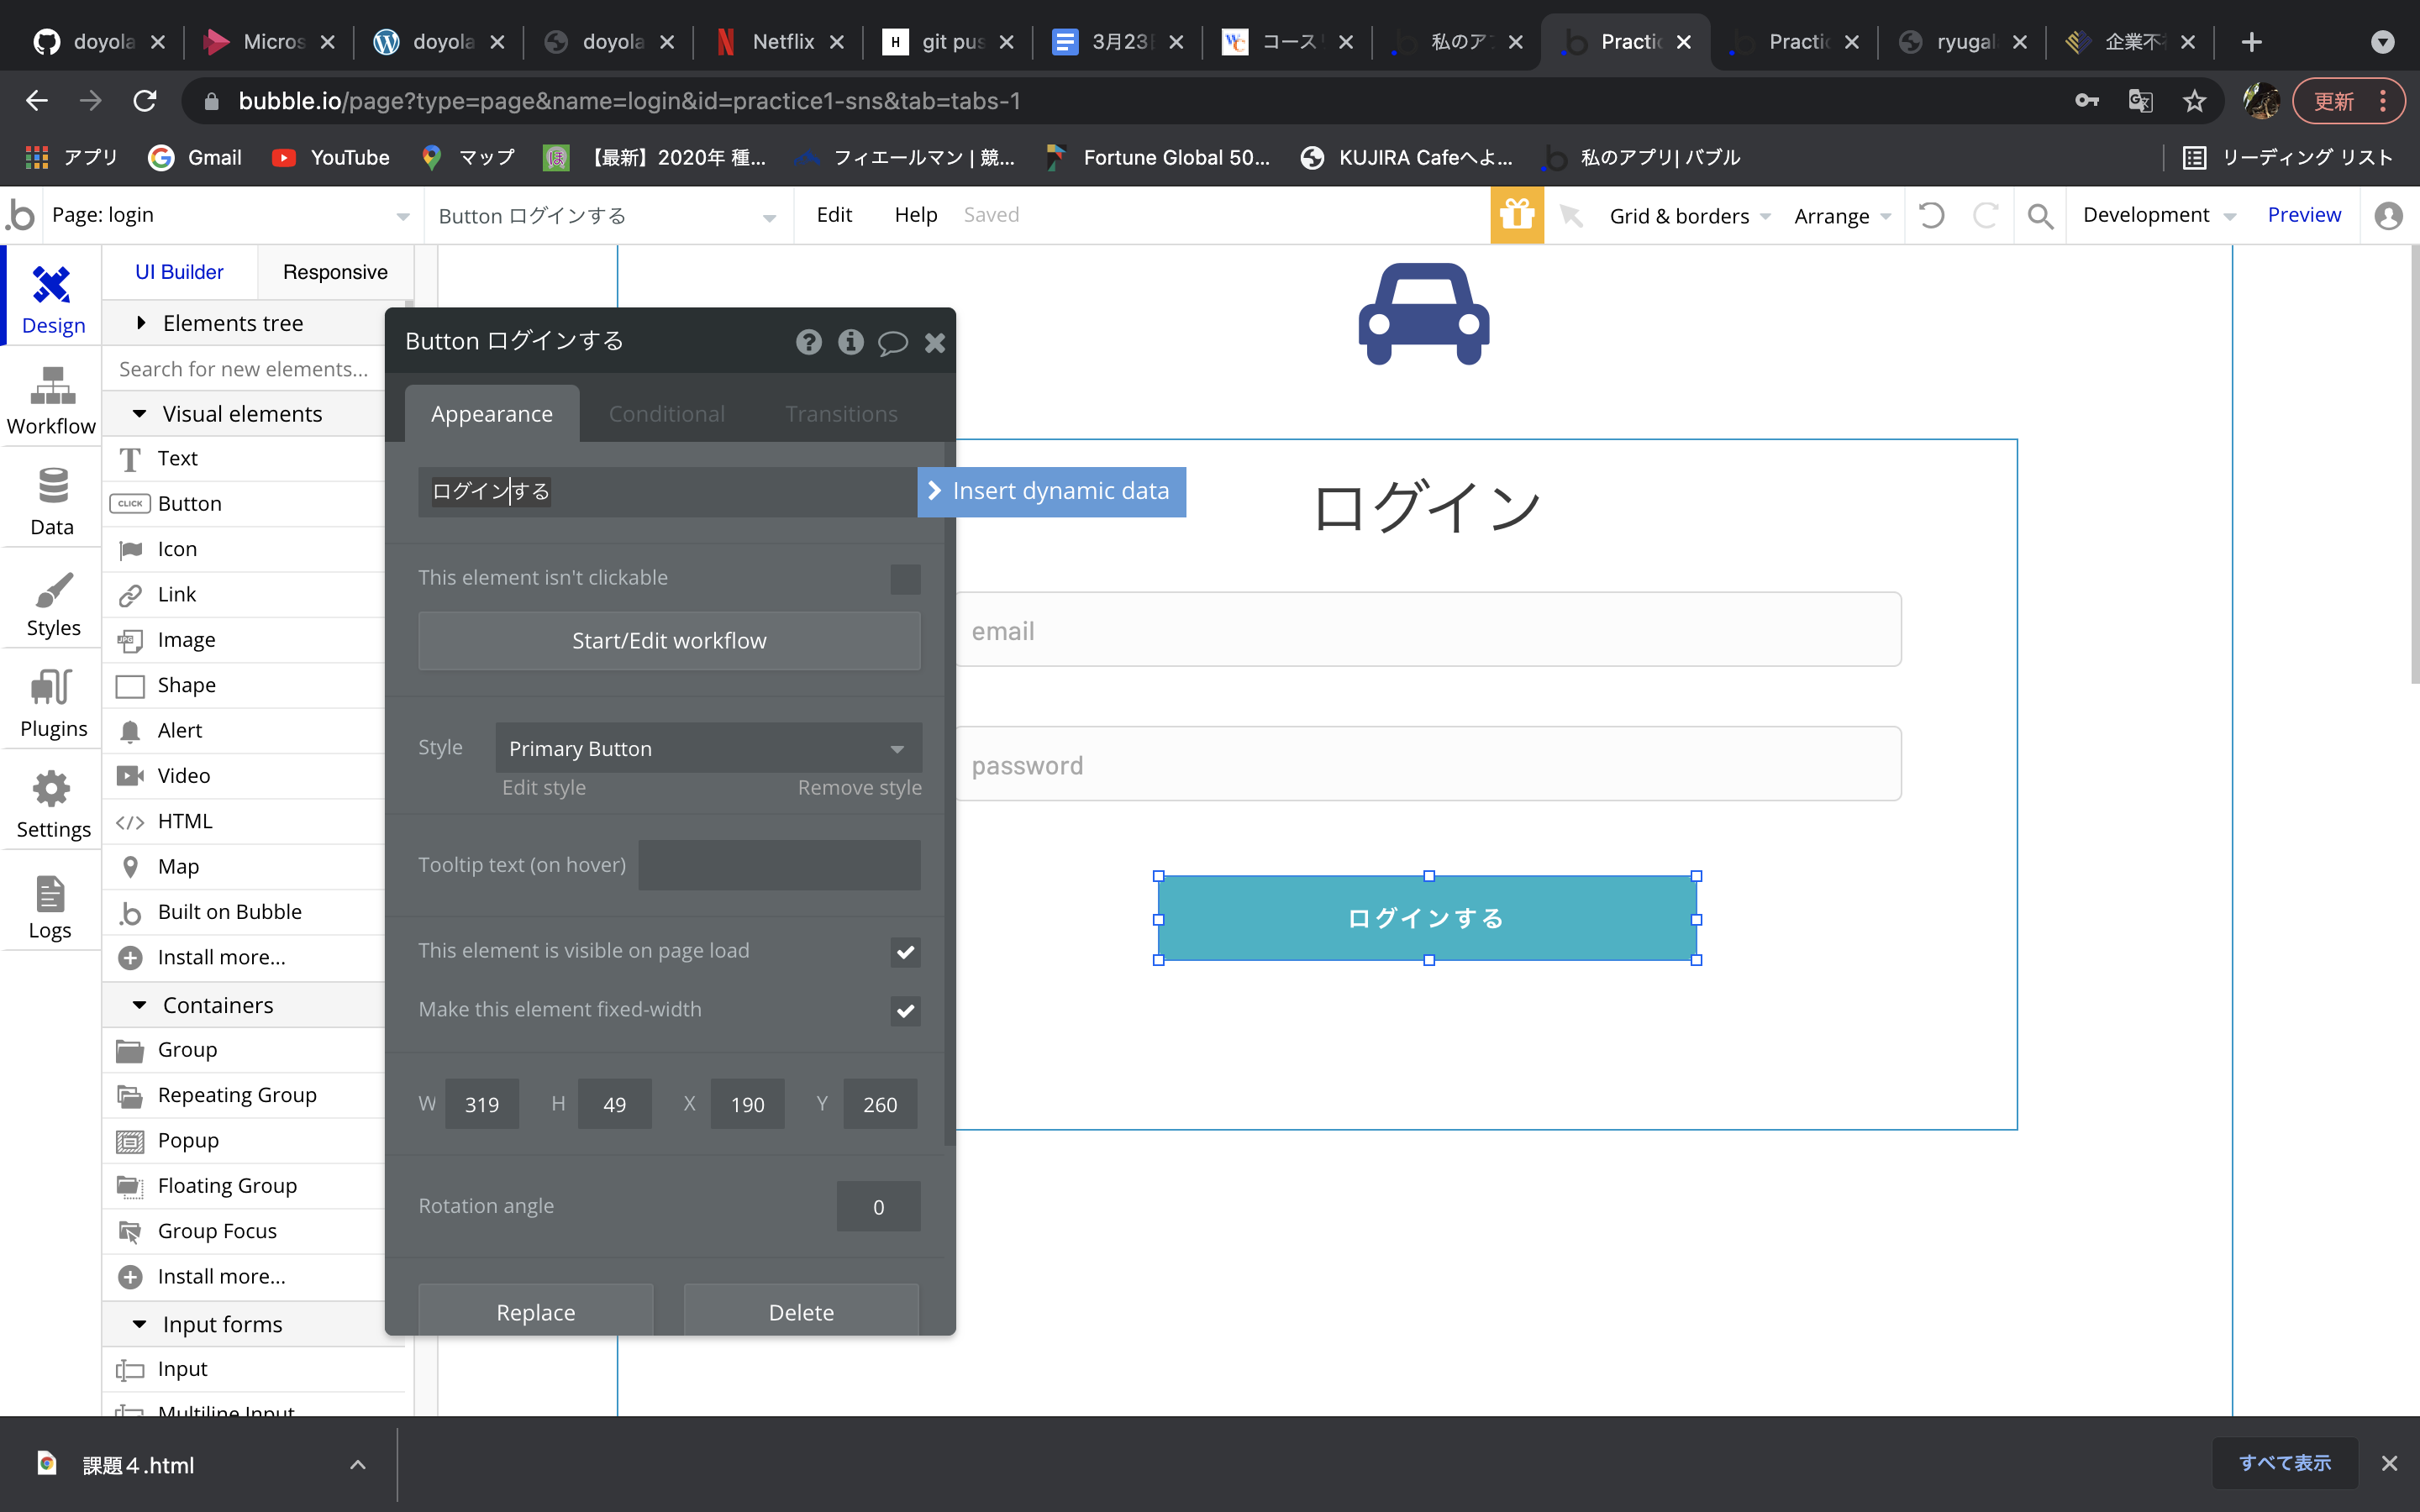 doyola
Micros
doyola
doyola
Netflix
git pus
3月23日
コース
私のア
Practic
Practic
ryugal
企業不
bubble.io/page?type=page&name=login&id=practice1-sns&tab=tabs-1
更新
アプリ
Gmail
YouTube
マップ
【最新】2020年 種...
フィエールマン | 競...
Fortune Global 50...
KUJIRA Cafeへよ...
私のアプリ| バブル
リーディング リスト
Page: login
Button ログインする
Edit
Help
Saved
Grid & borders
Arrange
Development
Preview
Design
Workflow
Data
Styles
Plugins
Settings
Logs
UI Builder
Responsive
Elements tree
Search for new elements...
Visual elements
Text
CLICK
Button
Icon
Link
Image
Shape
Alert
Video
HTML
Map
Built on Bubble
Install more...
Containers
Group
Repeating Group
Popup
Floating Group
Group Focus
Install more...
Input forms
Input
Multiline Input
Button ログインする
Appearance
Conditional
Transitions
ログインする
Insert dynamic data
This element isn't clickable
Start/Edit workflow
Style
Primary Button
Edit style
Remove style
Tooltip text (on hover)
This element is visible on page load
Make this element fixed-width
W 319 H 49 X 190 Y 260
Rotation angle
0
Replace
Delete
ログイン
email
password
ログインする
課題４.html
すべて表示